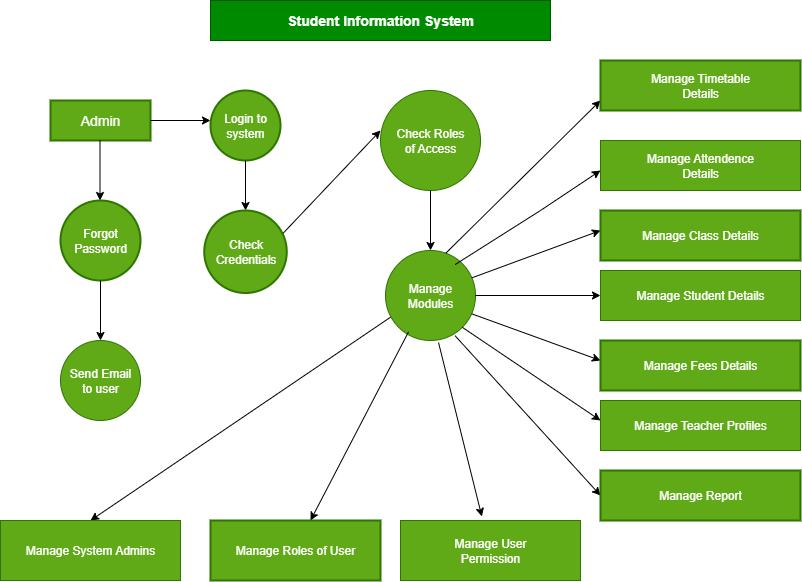 Student Information System
Admin
Login to
system
Check Roles
of Access
Manage Timetable
Details
Manage Attendence
Details
Forgot
Password
Check
Credentials
Manage Class Details
Manage
Modules
Manage Student Details
Send Email
to user
Manage Fees Details
Manage Teacher Profiles
Manage Report
Manage System Admins
Manage Roles of User
Manage User
Permission